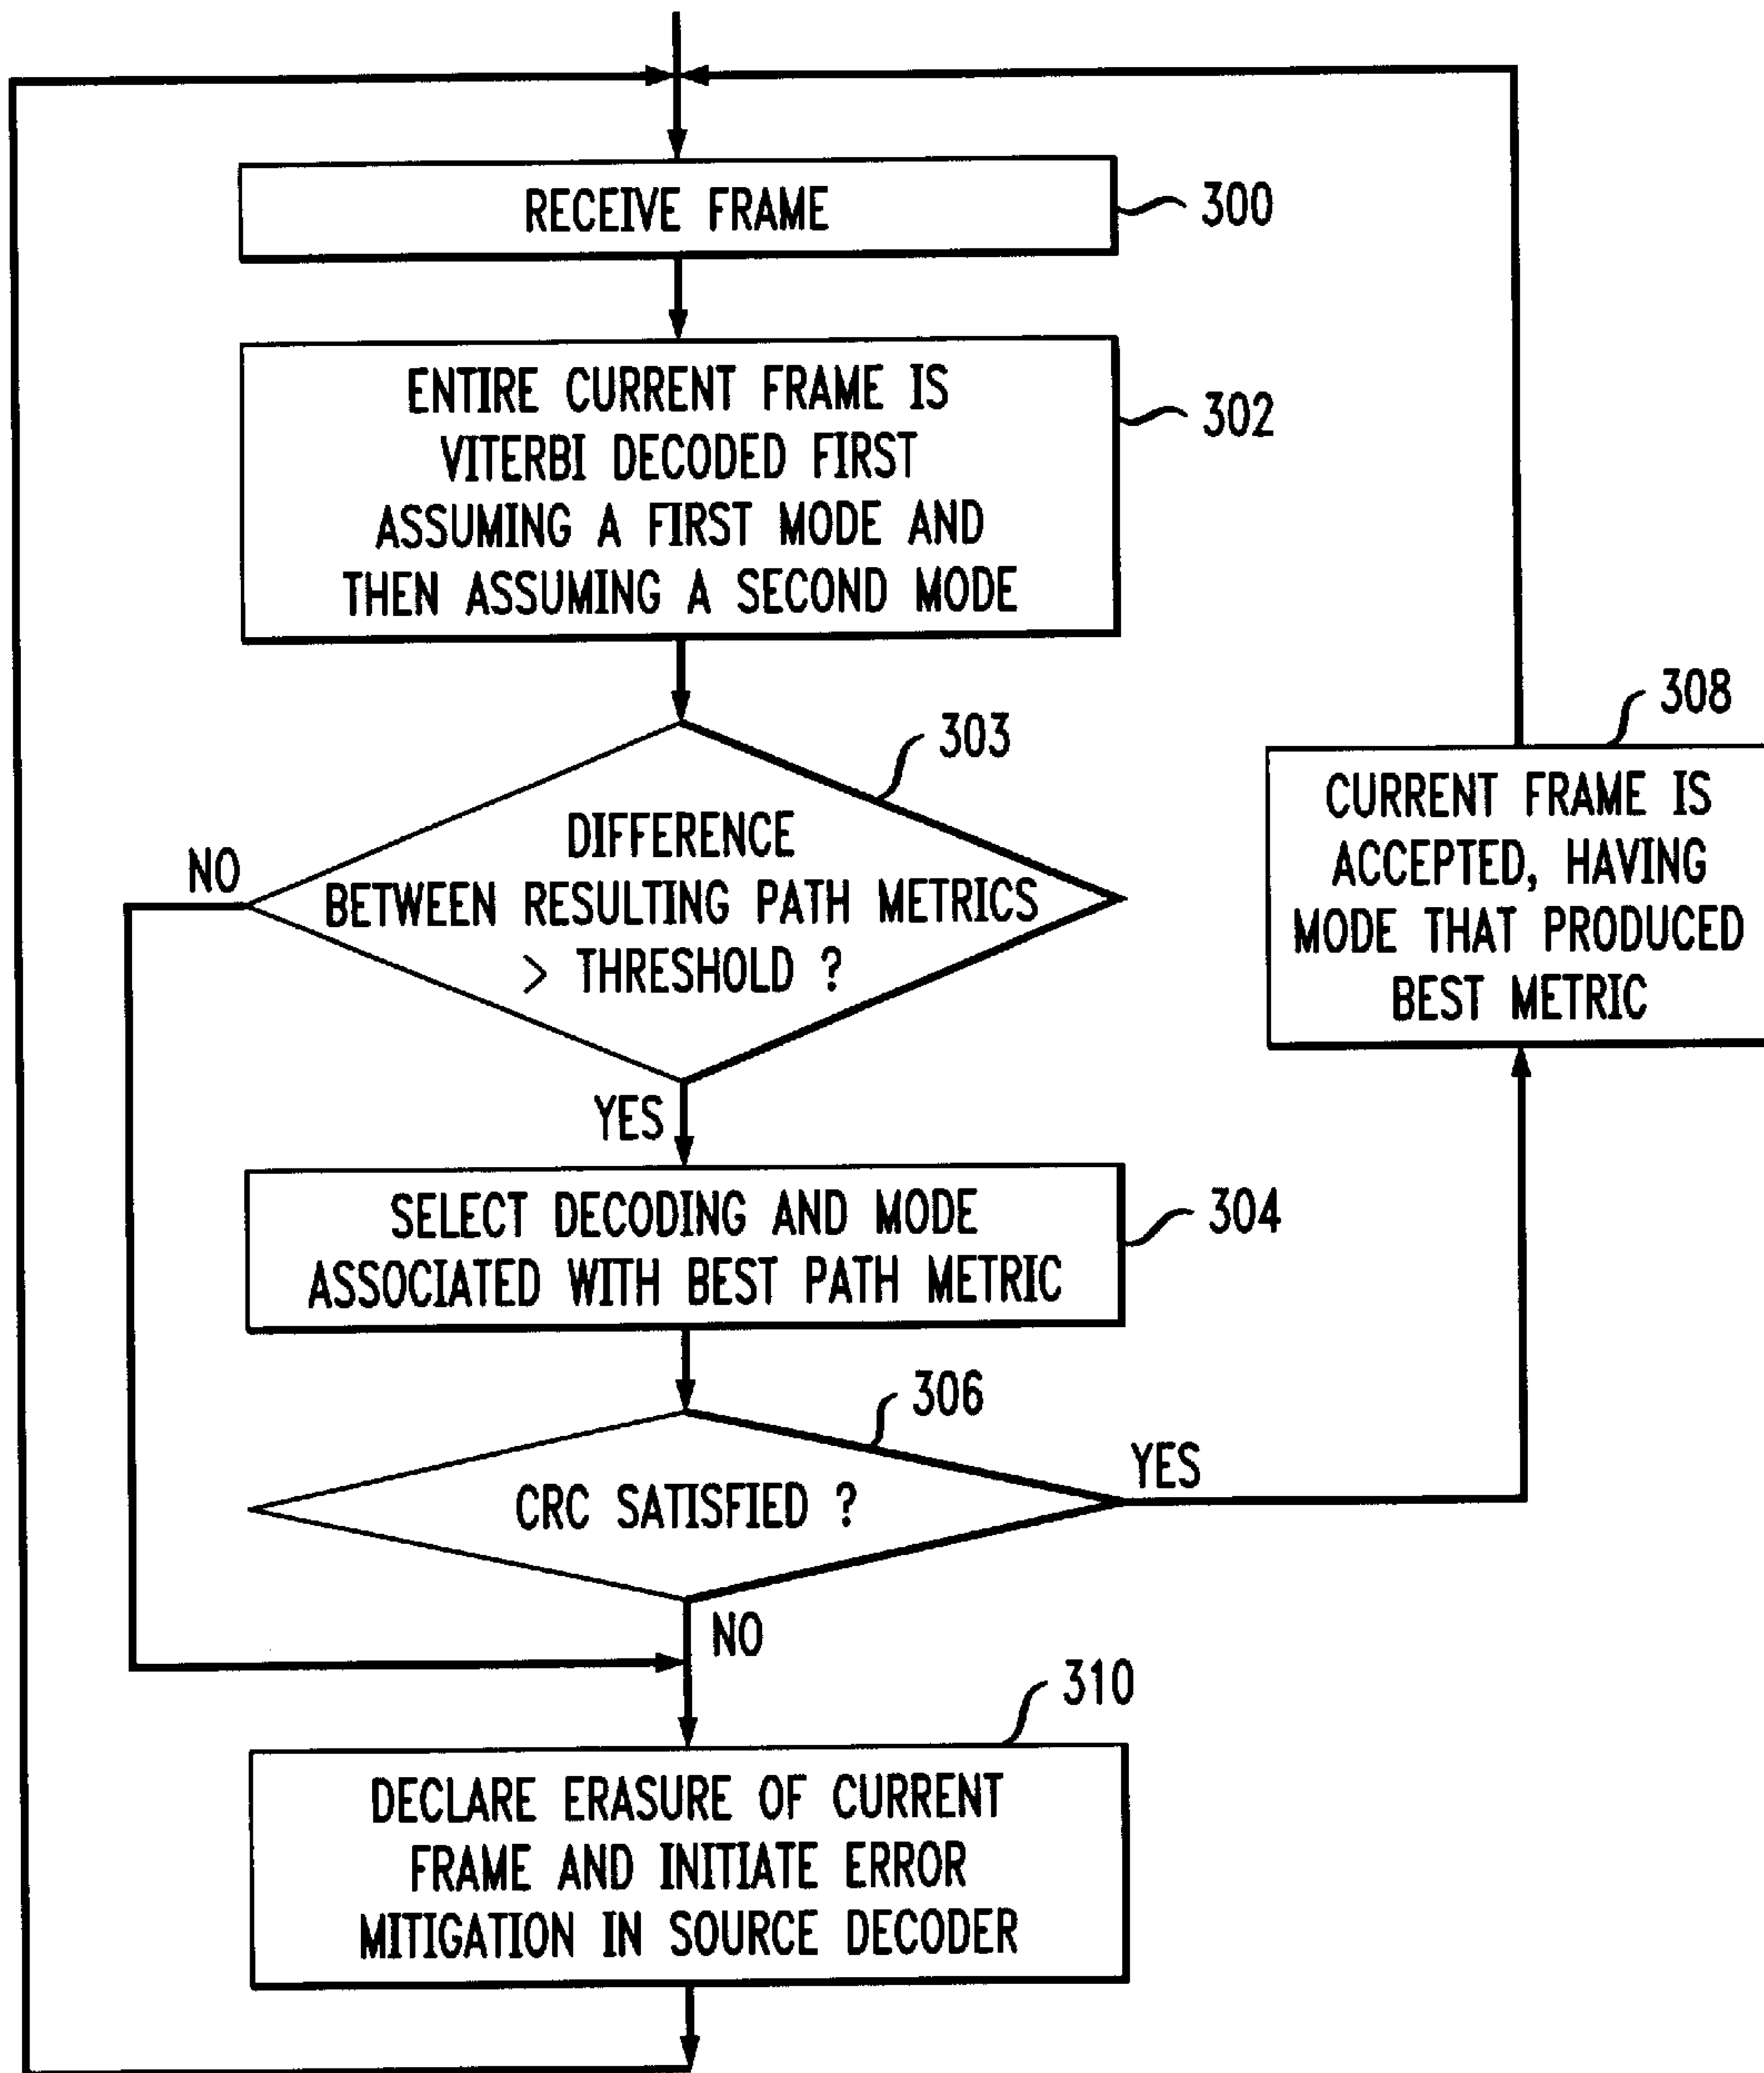 RECEIVE FRAME
300
ENTIRE CURRENT FRAME IS
VITERBI DECODED FIRST
ASSUMING A FIRST MODE AND
THEN ASSUMING A SECOND MODE
302
303
DIFFERENCE
BETWEEN RESULTING PATH METRICS
> THRESHOLD ?
NO
YES
308
CURRENT FRAME IS
ACCEPTED, HAVING
MODE THAT PRODUCED
BEST METRIC
SELECT DECODING AND MODE
ASSOCIATED WITH BEST PATH METRIC
304
306
CRC SATISFIED ?
YES
NO
310
DECLARE ERASURE OF CURRENT
FRAME AND INITIATE ERROR
MITIGATION IN SOURCE DECODER